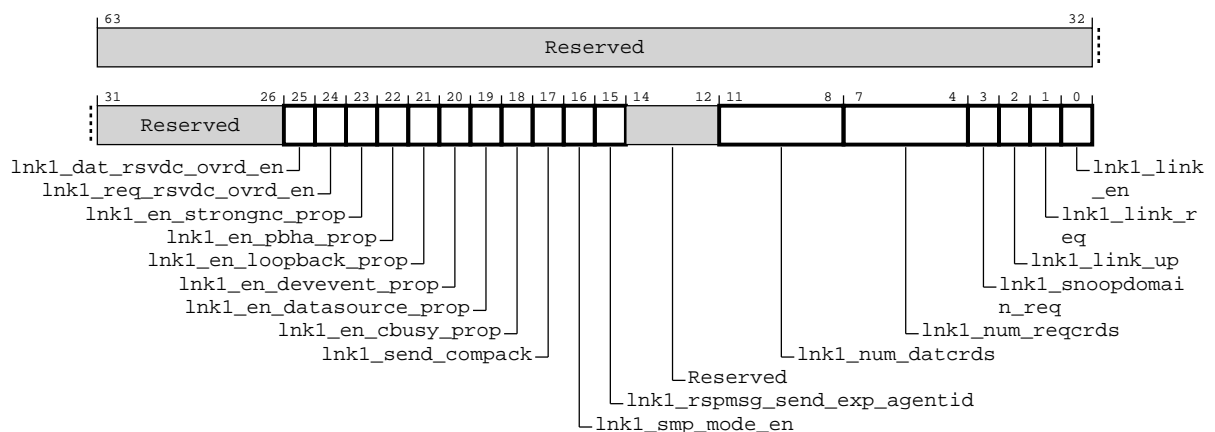 63 32
Reserved
31 26 25 24 23 22 21 20 19 18 17 16 15 14 12 11 8 7 4 3 2 1 0
Reserved
lnk1_dat_rsvdc_ovrd_en lnk1_link
_en
lnk1_req_rsvdc_ovrd_en
lnk1_en_strongnc_prop lnk1_link_r
eq
lnk1_en_pbha_prop
lnk1_en_loopback_prop lnk1_link_up
lnk1_en_devevent_prop lnk1_snoopdomai
n_req
lnk1_en_datasource_prop
lnk1_en_cbusy_prop lnk1_num_reqcrds
lnk1_send_compack lnk1_num_datcrds
Reserved
lnk1_rspmsg_send_exp_agentid
lnk1_smp_mode_en